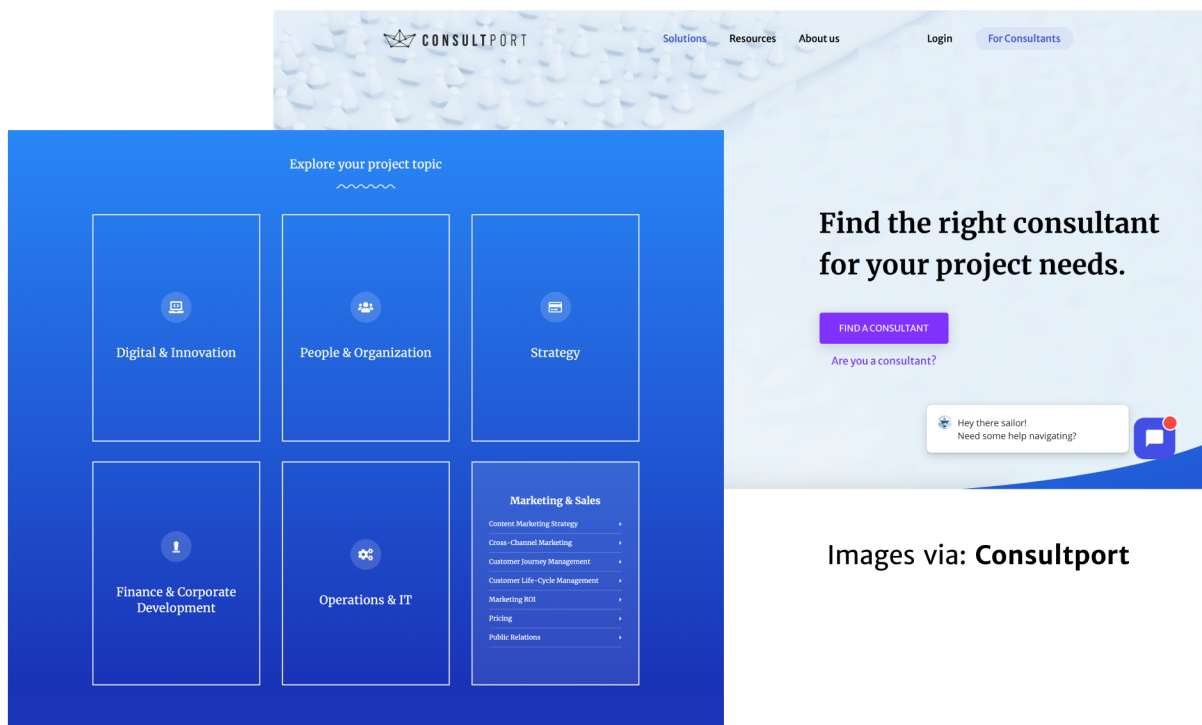 CONSULTPORT
Solutions
Resources
About us
Login
For Consultants
Explore your project topic
Digital & Innovation
People & Organization
Strategy
Finance & Corporate
Development
Operations & IT
Marketing & Sales
Content Marketing Strategy
Cross-Channel Marketing
Customer Journey Management
Customer Life-Cycle Management
Marketing ROI
Pricing
Public Relations
Find the right consultant
for your project needs.
FIND A CONSULTANT
Are you a consultant?
Hey there sailor!
Need some help navigating?
Images via: Consultport